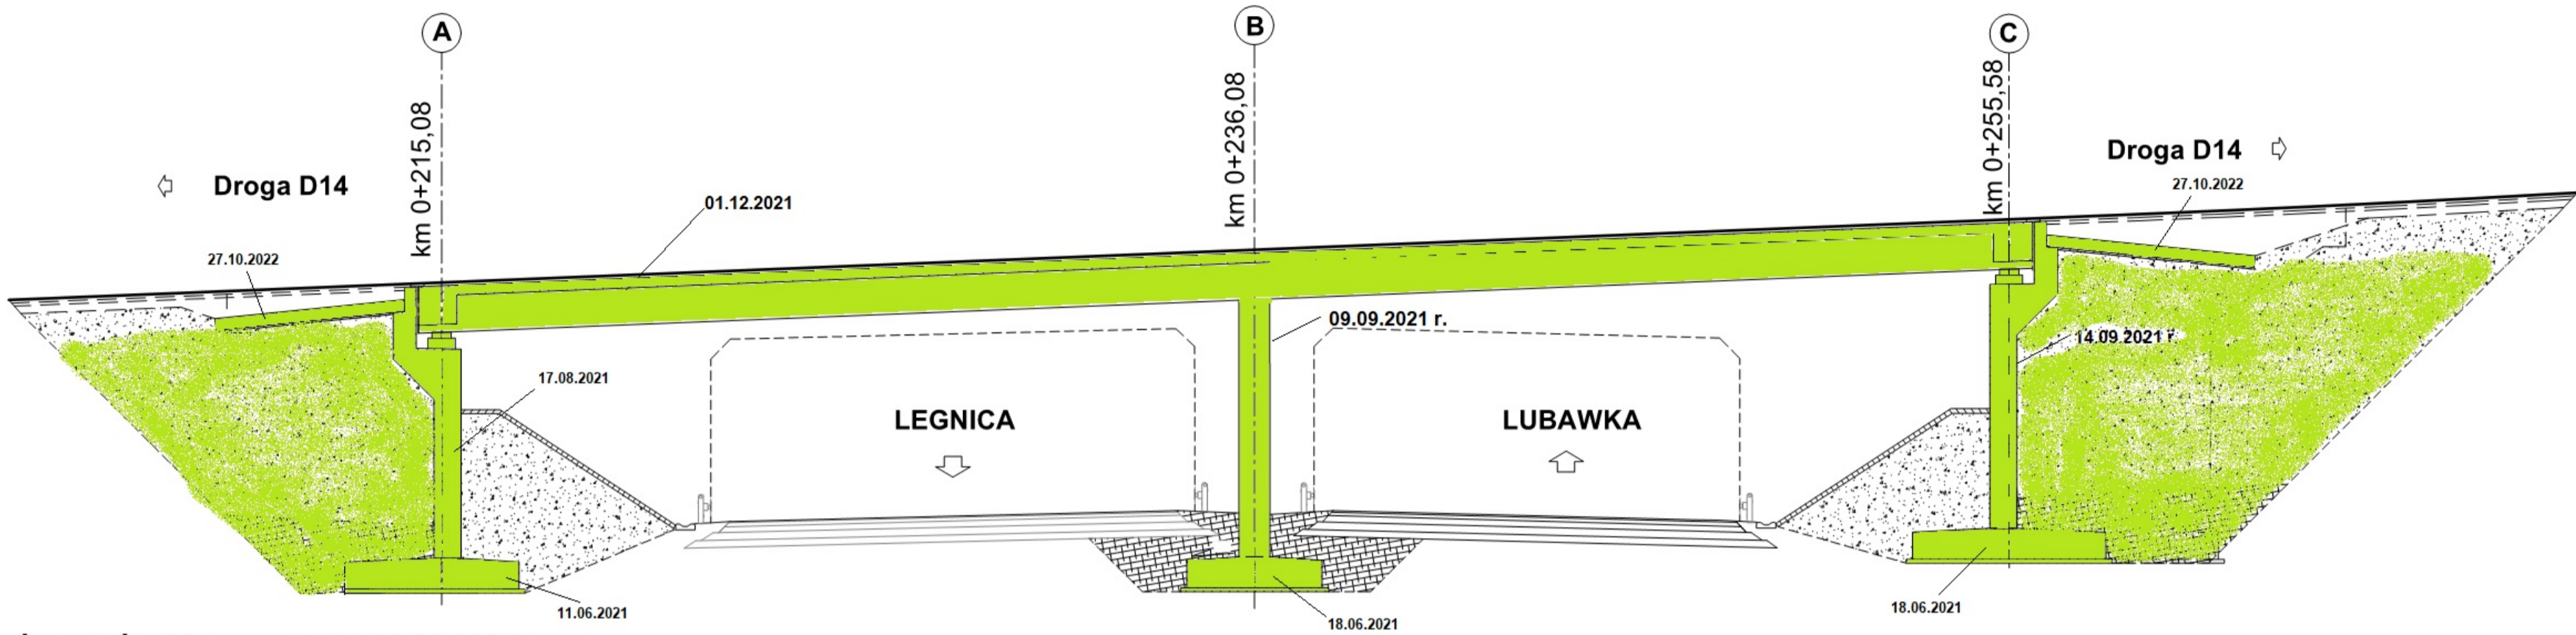 A
B
C
km 0+215,08
km 0+236,08
km 0+255,58
Droga D14
Droga D14
27.10.2022
01.12.2021
27.10.2022
09.09.2021 r.
14.09.2021 r
17.08.2021
LEGNICA
LUBAWKA
11.06.2021
18.06.2021
18.06.2021